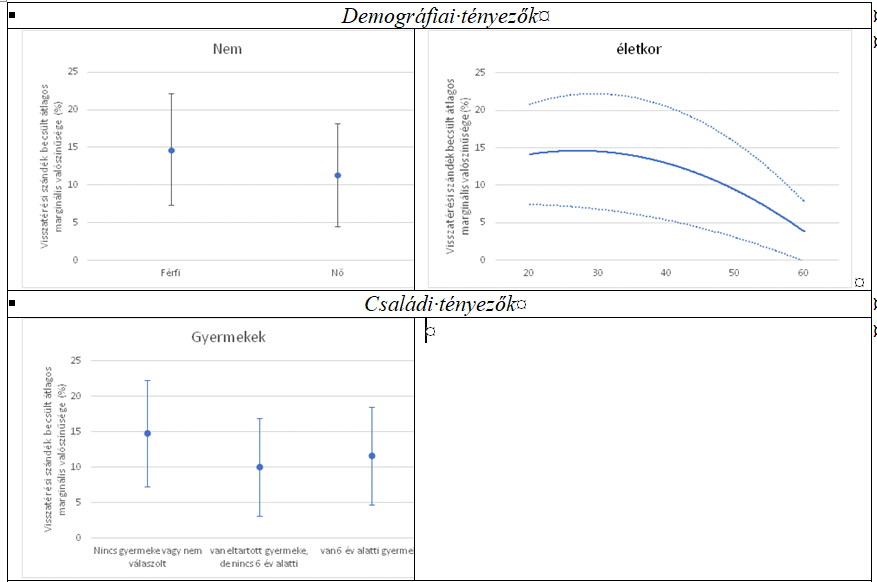 Demográfiai·tényezők¤
Nem
Visszatérési szándék becsült átlagos
marginális valószínűsége (%)
25
20
15
10
5
0
Férfi
Nő
életkor
Visszatérési szándék becsült átlagos
marginális valószínűsége (%)
25
20
15
10
5
0
20
30
40
50
60
¤
Családi·tényezők¤
Gyermekek
Visszatérési szándék becsült átlagos
marginális valószínűsége (%)
25
20
15
10
5
0
Nincs gyermeke vagy nem
válaszolt
van eltartott gyermeke,
de nincs 6 év alatti
van 6 év alatti gyerme
¤